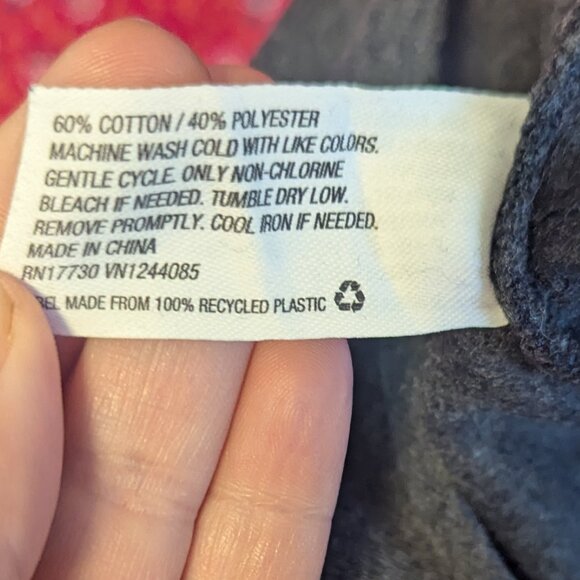 60% COTTON / 40% POLYESTER
MACHINE WASH COLD WITH LIKE COLORS.
GENTLE CYCLE. ONLY NON-CHLORINE
BLEACH IF NEEDED. TUMBLE DRY LOW.
REMOVE PROMPTLY. COOL IRON IF NEEDED.
MADE IN CHINA
RN17730 VN1244085
MADE FROM 100% RECYCLED PLASTIC